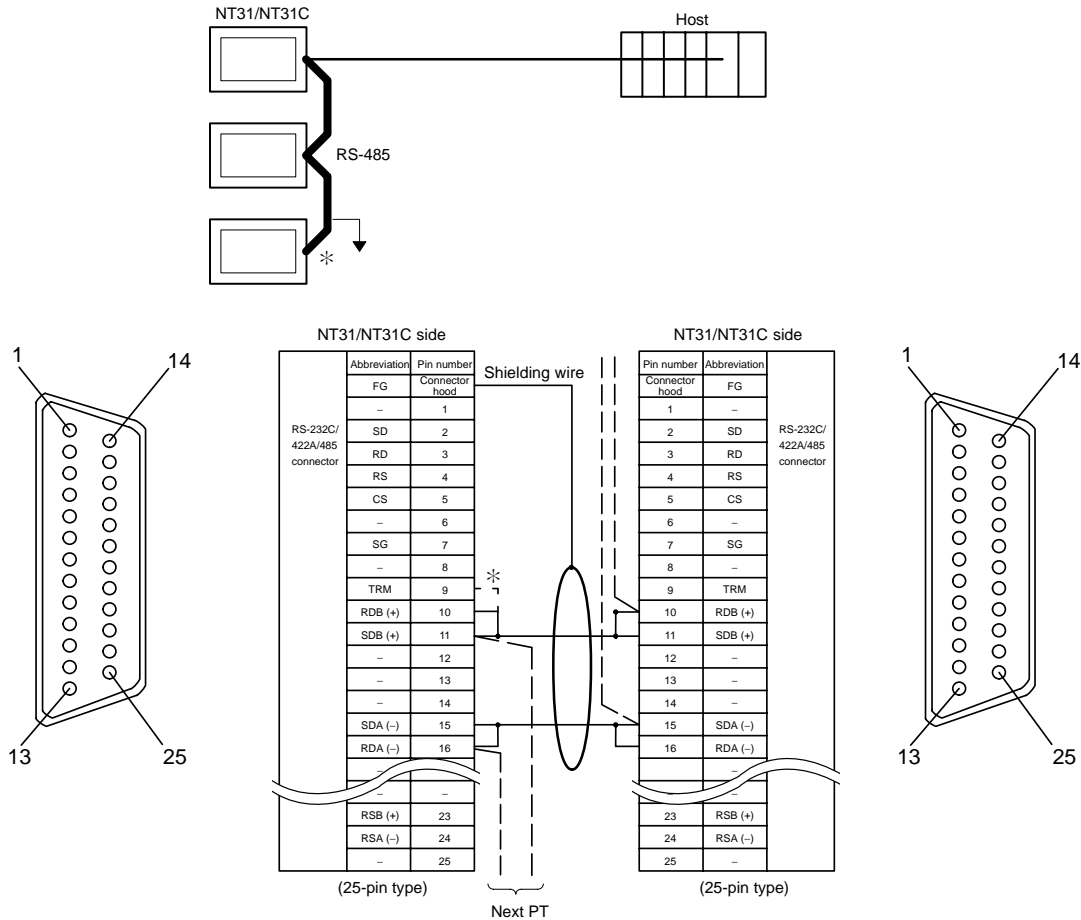 NT31/NT31C
Host
RS-485
*
NT31/NT31C side
NT31/NT31C side
1
14
13
25
Abbreviation Pin number
FG Connector hood
– 1
RS-232C/
422A/485
connector
SD 2
RD 3
RS 4
CS 5
– 6
SG 7
– 8
TRM 9
RDB (+) 10
SDB (+) 11
– 12
– 13
– 14
SDA (–) 15
RDA (–) 16
–
– –
RSB (+) 23
RSA (–) 24
– 25
(25-pin type)
Shielding wire
*
Next PT
Pin number Abbreviation
Connector hood FG
1 –
2 SD
3 RD
4 RS
5 CS
6 –
7 SG
8 –
9 TRM
10 RDB (+)
11 SDB (+)
12 –
13 –
14 –
15 SDA (–)
16 RDA (–)
–
– –
23 RSB (+)
24 RSA (–)
25 –
RS-232C/
422A/485
connector
(25-pin type)
1
14
13
25